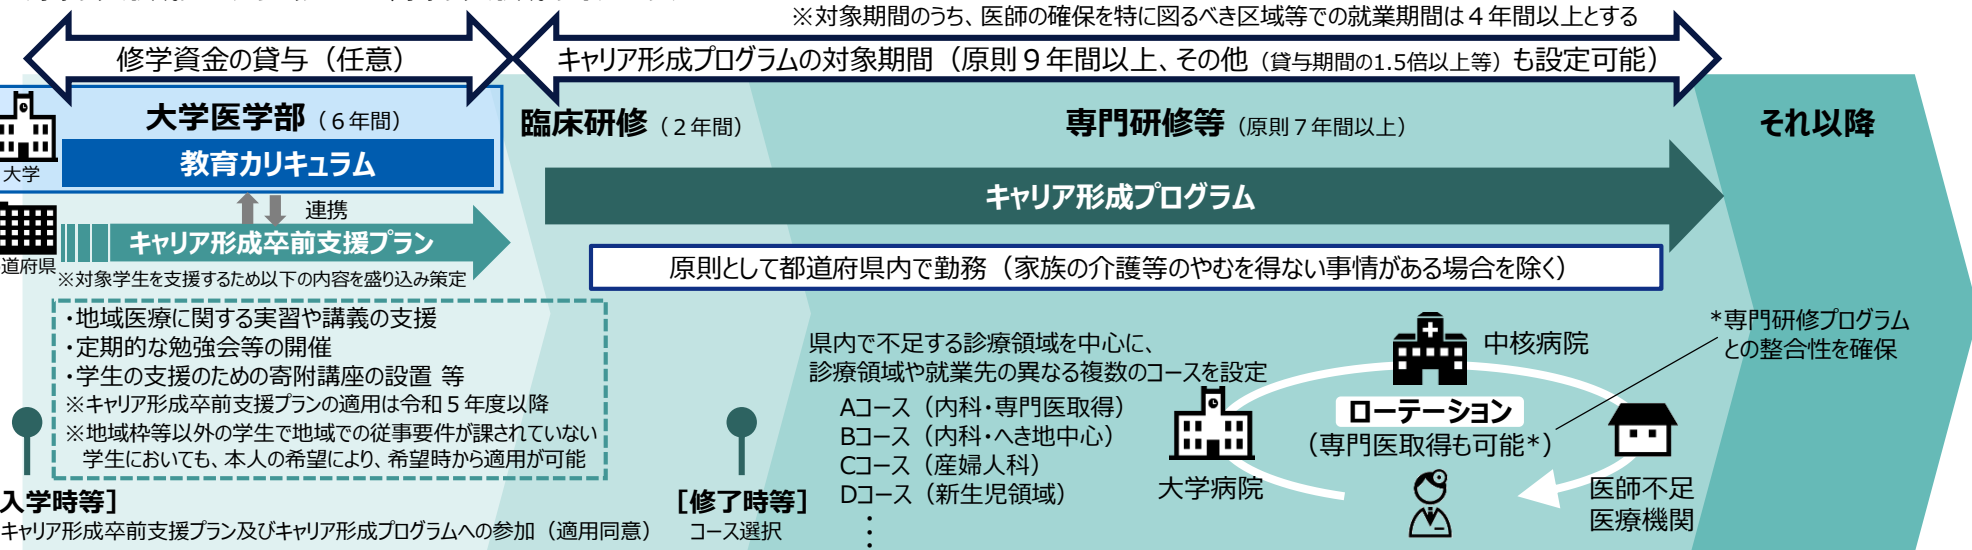 ※対象期間のうち、医師の確保を特に図るべき区域等での就業期間は４年間以上とする
修学資金の貸与（任意）
キャリア形成プログラムの対象期間（原則９年間以上、その他（貸与期間の1.5倍以上等）も設定可能）
大学医学部（６年間）
臨床研修（２年間）
専門研修等（原則７年間以上）
それ以降
大学
教育カリキュラム
キャリア形成プログラム
連携
キャリア形成卒前支援プラン
道府県
※対象学生を支援するため以下の内容を盛り込み策定
原則として都道府県内で勤務（家族の介護等のやむを得ない事情がある場合を除く）
・地域医療に関する実習や講義の支援
・定期的な勉強会等の開催
・学生の支援のための寄附講座の設置 等
※キャリア形成卒前支援プランの適用は令和５年度以降
※地域枠等以外の学生で地域での従事要件が課されていない
学生においても、本人の希望により、希望時から適用が可能
県内で不足する診療領域を中心に、
診療領域や就業先の異なる複数のコースを設定
Aコース（内科・専門医取得）
Bコース（内科・へき地中心）
Cコース（産婦人科）
Dコース（新生児領域）
⋮
中核病院
*専門研修プログラム
との整合性を確保
ローテーション
（専門医取得も可能*）
大学病院
医師不足
医療機関
入学時等］
キャリア形成卒前支援プラン及びキャリア形成プログラムへの参加（適用同意）
［修了時等］
コース選択